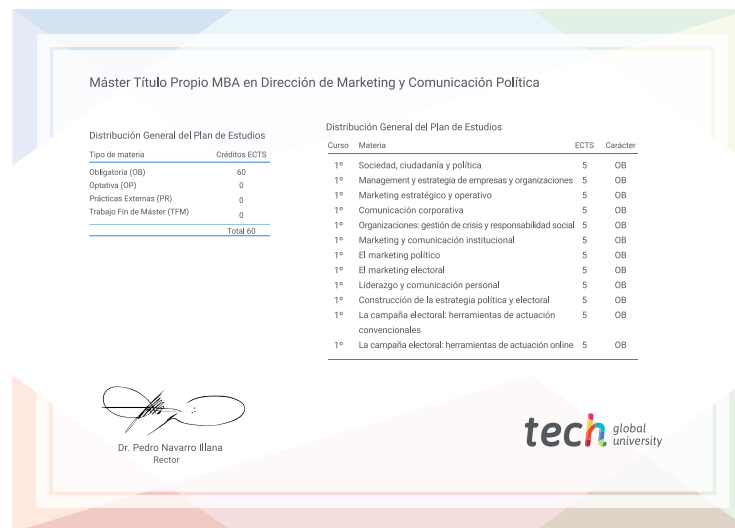 Máster Título Propio MBA en Dirección de Marketing y Comunicación Política
Distribución General del Plan de Estudios
Tipo de materia Créditos ECTS
Obligatoria (OB) 60
Optativa (OP) 0
Prácticas Externas (PR) 0
Trabajo Fin de Máster (TFM) 0
Total 60
Distribución General del Plan de Estudios
Curso Materia ECTS Carácter
1º Sociedad, ciudadanía y política 5 OB
1º Management y estrategia de empresas y organizaciones 5 OB
1º Marketing estratégico y operativo 5 OB
1º Comunicación corporativa 5 OB
1º Organizaciones: gestión de crisis y responsabilidad social 5 OB
1º Marketing y comunicación institucional 5 OB
1º El marketing político 5 OB
1º El marketing electoral 5 OB
1º Liderazgo y comunicación personal 5 OB
1º Construcción de la estrategia política y electoral 5 OB
1º La campaña electoral: herramientas de actuación 5 OB
convencionales
1º La campaña electoral: herramientas de actuación online 5 OB
Dr. Pedro Navarro Illana
Rector
tech global
university